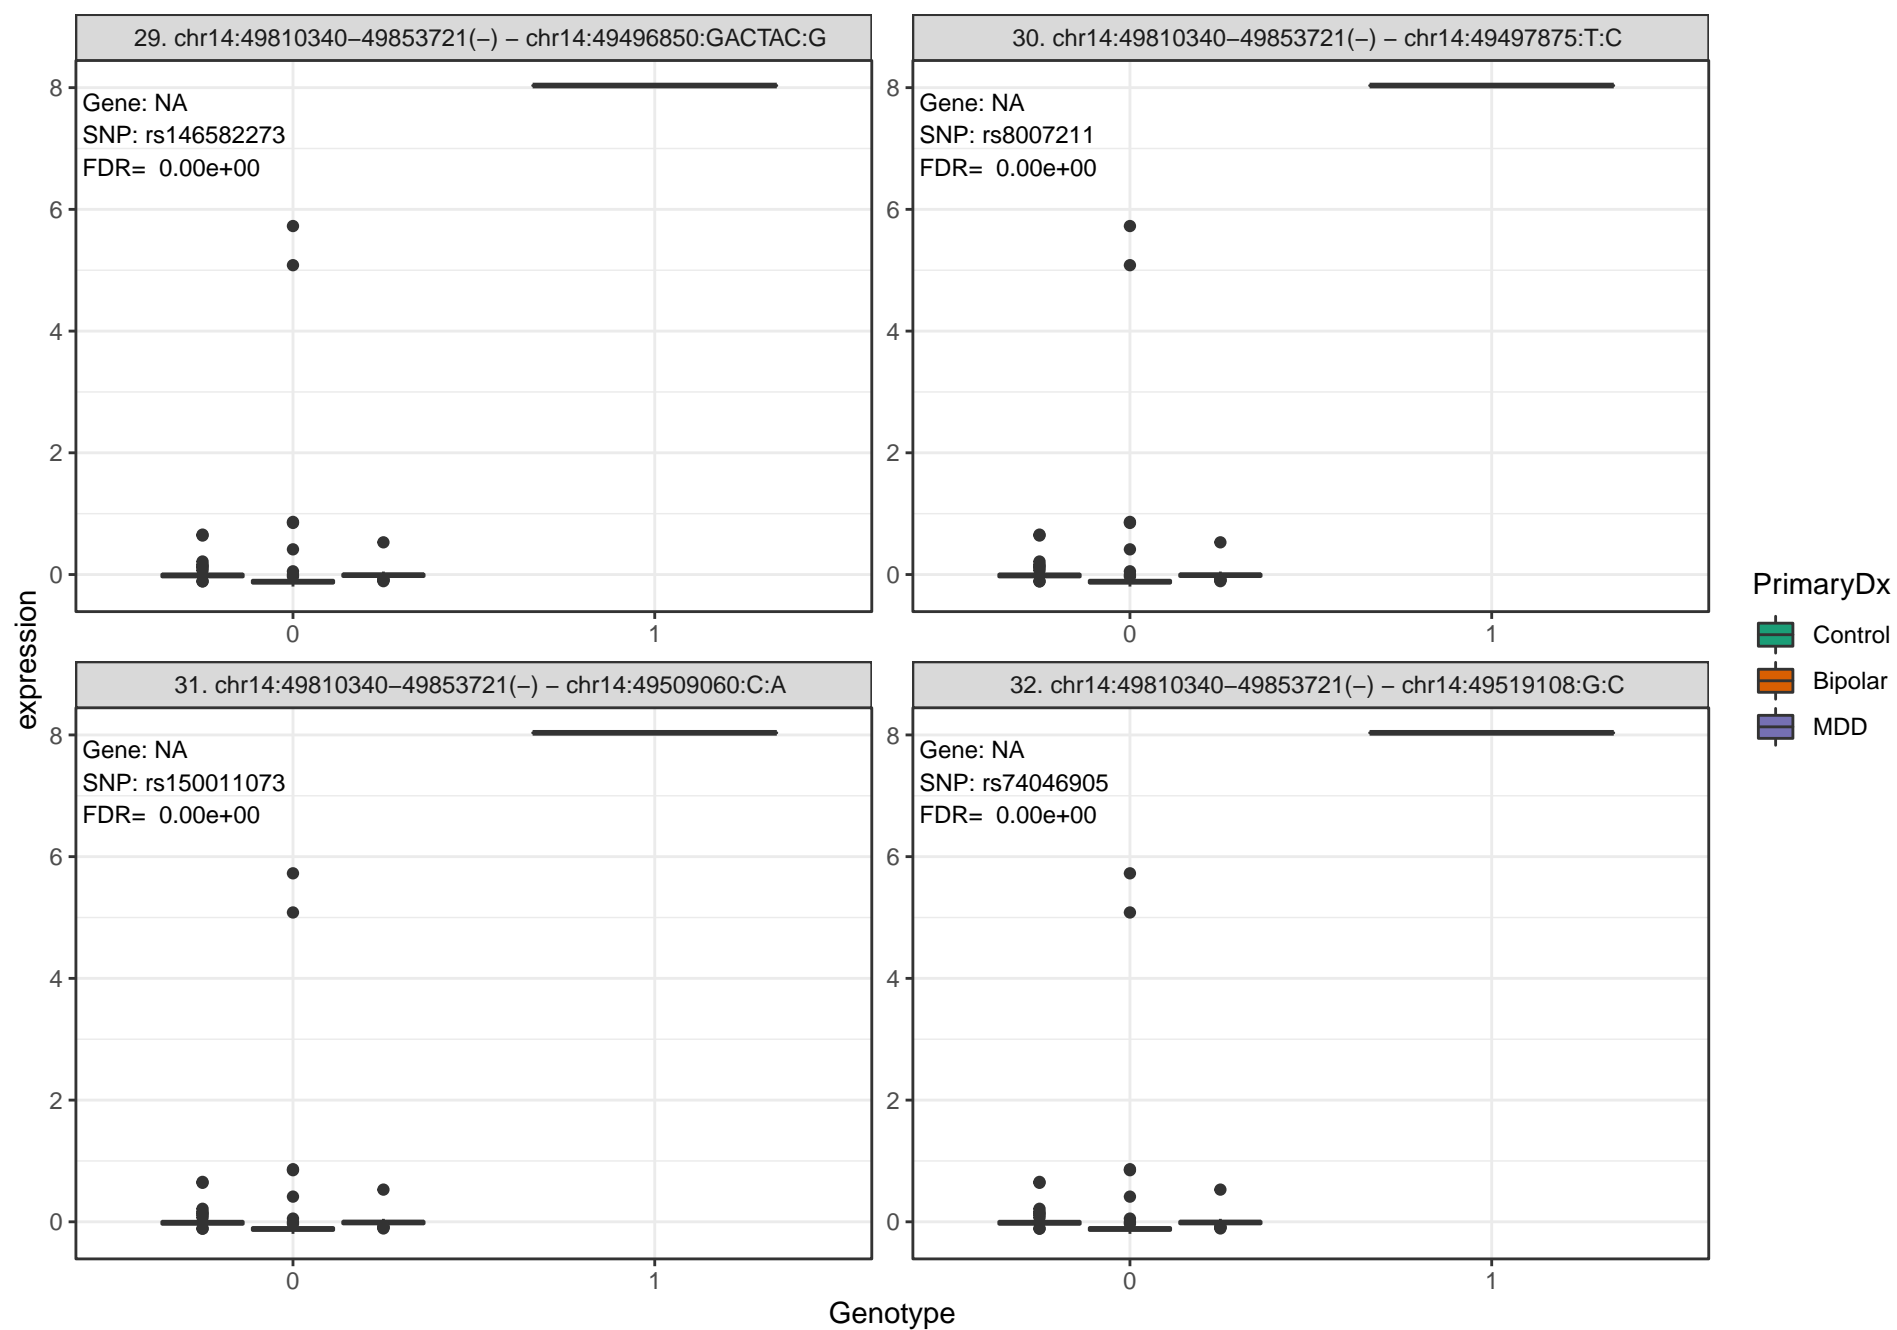 29. chr14:49810340−49853721(−) − chr14:49496850:GACTAC:G
30. chr14:49810340−49853721(−) − chr14:49497875:T:C
8
Gene: NA
SNP: rs146582273
FDR=  0.00e+00
6
4
2
0
0
1
8
Gene: NA
SNP: rs8007211
FDR=  0.00e+00
6
4
2
0
0
1
31. chr14:49810340−49853721(−) − chr14:49509060:C:A
32. chr14:49810340−49853721(−) − chr14:49519108:G:C
8
Gene: NA
SNP: rs150011073
FDR=  0.00e+00
6
4
2
0
0
1
8
Gene: NA
SNP: rs74046905
FDR=  0.00e+00
6
4
2
0
0
1
expression
Genotype
PrimaryDx
Control
Bipolar
MDD